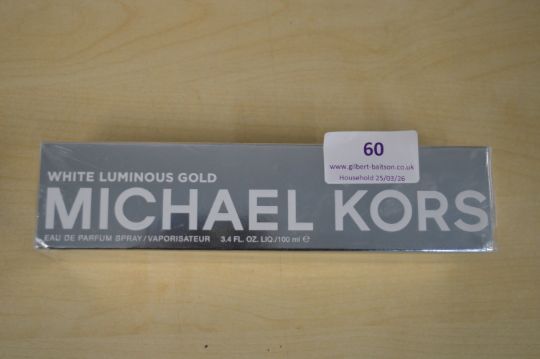 60
www.gilbert-baitson.co.uk
Household 25/03/26
WHITE LUMINOUS GOLD
MICHAEL KORS
EAU DE PARFUM SPRAY/VAPORISATEUR 3.4 FL. OZ. LIQ./100 ml ℮